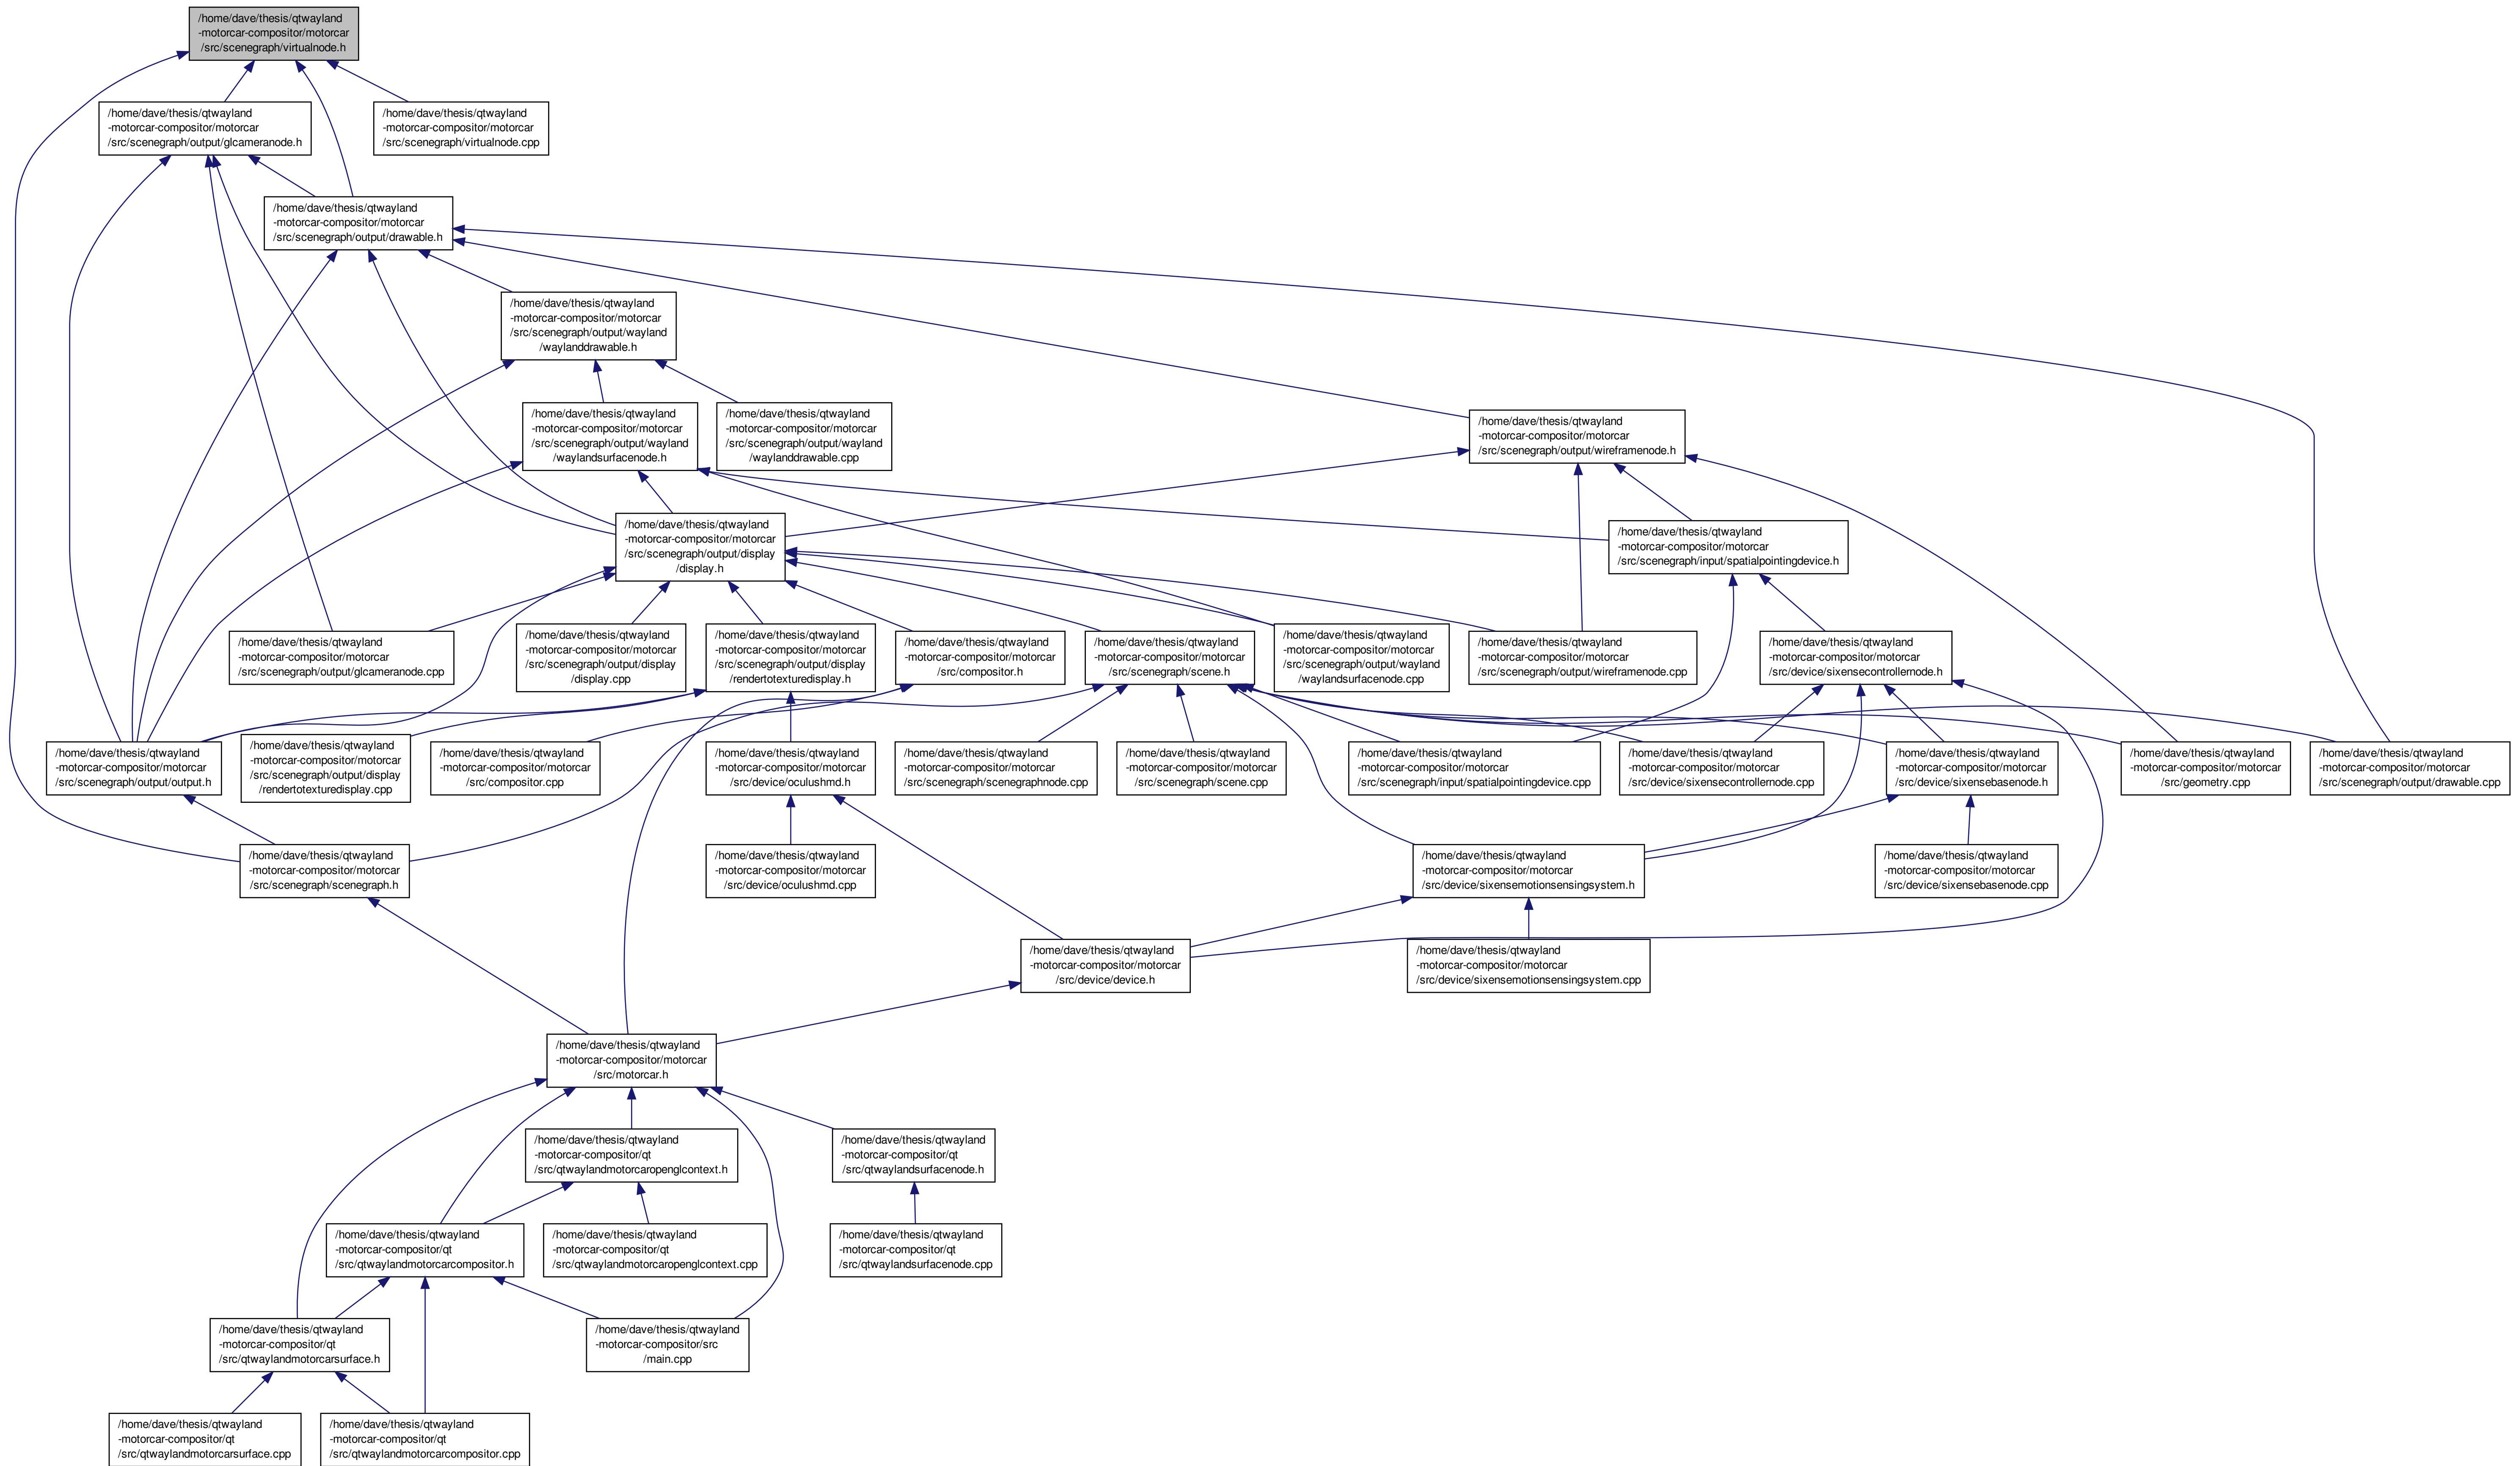 /home/dave/thesis/qtwayland
-motorcar-compositor/motorcar
/src/scenegraph/virtualnode.h
/home/dave/thesis/qtwayland
-motorcar-compositor/motorcar
/src/scenegraph/output/glcameranode.h
/home/dave/thesis/qtwayland
-motorcar-compositor/motorcar
/src/scenegraph/virtualnode.cpp
/home/dave/thesis/qtwayland
-motorcar-compositor/motorcar
/src/scenegraph/output/drawable.h
/home/dave/thesis/qtwayland
-motorcar-compositor/motorcar
/src/scenegraph/output/wayland
/waylanddrawable.h
/home/dave/thesis/qtwayland
-motorcar-compositor/motorcar
/src/scenegraph/output/wayland
/waylandsurfacenode.h
/home/dave/thesis/qtwayland
-motorcar-compositor/motorcar
/src/scenegraph/output/wayland
/waylanddrawable.cpp
/home/dave/thesis/qtwayland
-motorcar-compositor/motorcar
/src/scenegraph/output/wireframenode.h
/home/dave/thesis/qtwayland
-motorcar-compositor/motorcar
/src/scenegraph/output/display
/display.h
/home/dave/thesis/qtwayland
-motorcar-compositor/motorcar
/src/scenegraph/input/spatialpointingdevice.h
/home/dave/thesis/qtwayland
-motorcar-compositor/motorcar
/src/scenegraph/output/glcameranode.cpp
/home/dave/thesis/qtwayland
-motorcar-compositor/motorcar
/src/scenegraph/output/display
/display.cpp
/home/dave/thesis/qtwayland
-motorcar-compositor/motorcar
/src/scenegraph/output/display
/rendertotexturedisplay.h
/home/dave/thesis/qtwayland
-motorcar-compositor/motorcar
/src/compositor.h
/home/dave/thesis/qtwayland
-motorcar-compositor/motorcar
/src/scenegraph/scene.h
/home/dave/thesis/qtwayland
-motorcar-compositor/motorcar
/src/scenegraph/output/wayland
/waylandsurfacenode.cpp
/home/dave/thesis/qtwayland
-motorcar-compositor/motorcar
/src/scenegraph/output/wireframenode.cpp
/home/dave/thesis/qtwayland
-motorcar-compositor/motorcar
/src/device/sixensecontrollernode.h
/home/dave/thesis/qtwayland
-motorcar-compositor/motorcar
/src/scenegraph/output/output.h
/home/dave/thesis/qtwayland
-motorcar-compositor/motorcar
/src/scenegraph/output/display
/rendertotexturedisplay.cpp
/home/dave/thesis/qtwayland
-motorcar-compositor/motorcar
/src/compositor.cpp
/home/dave/thesis/qtwayland
-motorcar-compositor/motorcar
/src/device/oculushmd.h
/home/dave/thesis/qtwayland
-motorcar-compositor/motorcar
/src/scenegraph/scenegraphnode.cpp
/home/dave/thesis/qtwayland
-motorcar-compositor/motorcar
/src/scenegraph/scene.cpp
/home/dave/thesis/qtwayland
-motorcar-compositor/motorcar
/src/scenegraph/input/spatialpointingdevice.cpp
/home/dave/thesis/qtwayland
-motorcar-compositor/motorcar
/src/device/sixensecontrollernode.cpp
/home/dave/thesis/qtwayland
-motorcar-compositor/motorcar
/src/device/sixensebasenode.h
/home/dave/thesis/qtwayland
-motorcar-compositor/motorcar
/src/geometry.cpp
/home/dave/thesis/qtwayland
-motorcar-compositor/motorcar
/src/scenegraph/output/drawable.cpp
/home/dave/thesis/qtwayland
-motorcar-compositor/motorcar
/src/scenegraph/scenegraph.h
/home/dave/thesis/qtwayland
-motorcar-compositor/motorcar
/src/device/oculushmd.cpp
/home/dave/thesis/qtwayland
-motorcar-compositor/motorcar
/src/device/sixensemotionsensingsystem.h
/home/dave/thesis/qtwayland
-motorcar-compositor/motorcar
/src/device/sixensebasenode.cpp
/home/dave/thesis/qtwayland
-motorcar-compositor/motorcar
/src/device/device.h
/home/dave/thesis/qtwayland
-motorcar-compositor/motorcar
/src/device/sixensemotionsensingsystem.cpp
/home/dave/thesis/qtwayland
-motorcar-compositor/motorcar
/src/motorcar.h
/home/dave/thesis/qtwayland
-motorcar-compositor/qt
/src/qtwaylandmotorcaropenglcontext.h
/home/dave/thesis/qtwayland
-motorcar-compositor/qt
/src/qtwaylandsurfacenode.h
/home/dave/thesis/qtwayland
-motorcar-compositor/qt
/src/qtwaylandmotorcarcompositor.h
/home/dave/thesis/qtwayland
-motorcar-compositor/qt
/src/qtwaylandmotorcaropenglcontext.cpp
/home/dave/thesis/qtwayland
-motorcar-compositor/qt
/src/qtwaylandsurfacenode.cpp
/home/dave/thesis/qtwayland
-motorcar-compositor/qt
/src/qtwaylandmotorcarsurface.h
/home/dave/thesis/qtwayland
-motorcar-compositor/src
/main.cpp
/home/dave/thesis/qtwayland
-motorcar-compositor/qt
/src/qtwaylandmotorcarsurface.cpp
/home/dave/thesis/qtwayland
-motorcar-compositor/qt
/src/qtwaylandmotorcarcompositor.cpp